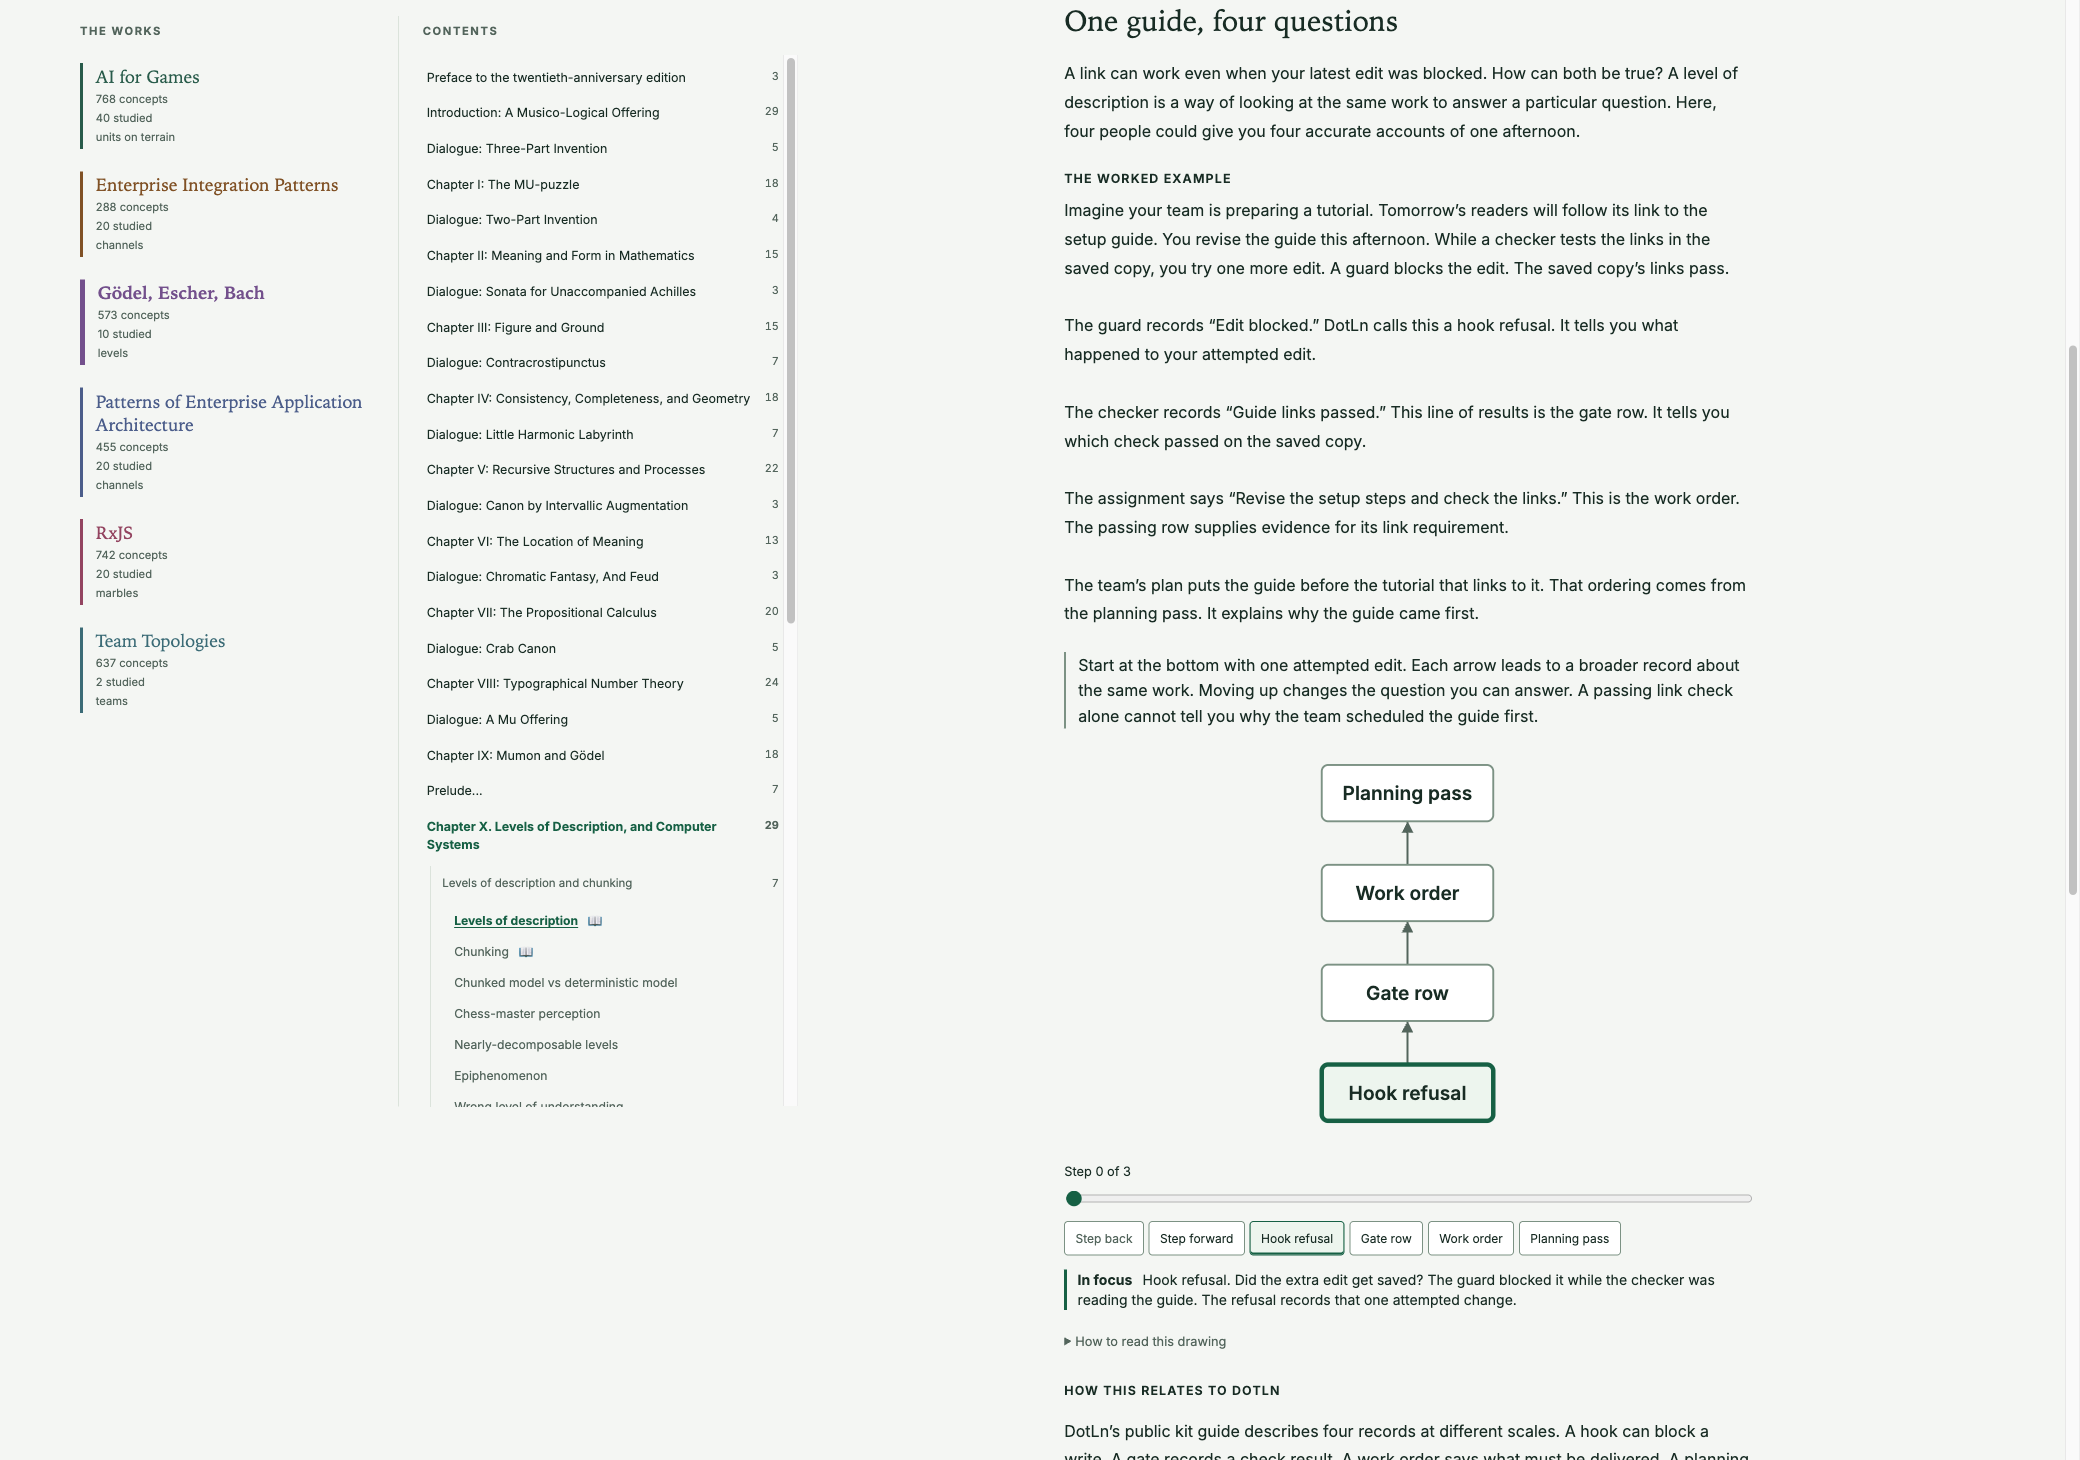 THE WORKS
AI for Games
768 concepts
40 studied
units on terrain
Enterprise Integration Patterns
288 concepts
20 studied
channels
Gödel, Escher, Bach
573 concepts
10 studied
levels
Patterns of Enterprise Application
Architecture
455 concepts
20 studied
channels
RxJS
742 concepts
20 studied
marbles
Team Topologies
637 concepts
2 studied
teams
CONTENTS
Preface to the twentieth-anniversary edition 3
Introduction: A Musico-Logical Offering 29
Dialogue: Three-Part Invention 5
Chapter I: The MU-puzzle 18
Dialogue: Two-Part Invention 4
Chapter II: Meaning and Form in Mathematics 15
Dialogue: Sonata for Unaccompanied Achilles 3
Chapter III: Figure and Ground 15
Dialogue: Contracrostipunctus 7
Chapter IV: Consistency, Completeness, and Geometry 18
Dialogue: Little Harmonic Labyrinth 7
Chapter V: Recursive Structures and Processes 22
Dialogue: Canon by Intervallic Augmentation 3
Chapter VI: The Location of Meaning 13
Dialogue: Chromatic Fantasy, And Feud 3
Chapter VII: The Propositional Calculus 20
Dialogue: Crab Canon 5
Chapter VIII: Typographical Number Theory 24
Dialogue: A Mu Offering 5
Chapter IX: Mumon and Gödel 18
Prelude... 7
Chapter X. Levels of Description, and Computer 29
Systems
Levels of description and chunking 7
Levels of description
Chunking
Chunked model vs deterministic model
Chess-master perception
Nearly-decomposable levels
Epiphenomenon
Wrong level of understanding
One guide, four questions
A link can work even when your latest edit was blocked. How can both be true? A level of
description is a way of looking at the same work to answer a particular question. Here,
four people could give you four accurate accounts of one afternoon.
THE WORKED EXAMPLE
Imagine your team is preparing a tutorial. Tomorrow’s readers will follow its link to the
setup guide. You revise the guide this afternoon. While a checker tests the links in the
saved copy, you try one more edit. A guard blocks the edit. The saved copy’s links pass.
The guard records “Edit blocked.” DotLn calls this a hook refusal. It tells you what
happened to your attempted edit.
The checker records “Guide links passed.” This line of results is the gate row. It tells you
which check passed on the saved copy.
The assignment says “Revise the setup steps and check the links.” This is the work order.
The passing row supplies evidence for its link requirement.
The team’s plan puts the guide before the tutorial that links to it. That ordering comes from
the planning pass. It explains why the guide came first.
Start at the bottom with one attempted edit. Each arrow leads to a broader record about
the same work. Moving up changes the question you can answer. A passing link check
alone cannot tell you why the team scheduled the guide first.
Planning pass
Work order
Gate row
Hook refusal
Step 0 of 3
Step back Step forward Hook refusal Gate row Work order Planning pass
In focus Hook refusal. Did the extra edit get saved? The guard blocked it while the checker was
reading the guide. The refusal records that one attempted change.
How to read this drawing
HOW THIS RELATES TO DOTLN
DotLn’s public kit guide describes four records at different scales. A hook can block a
write. A gate records a check result. A work order says what must be delivered. A planning